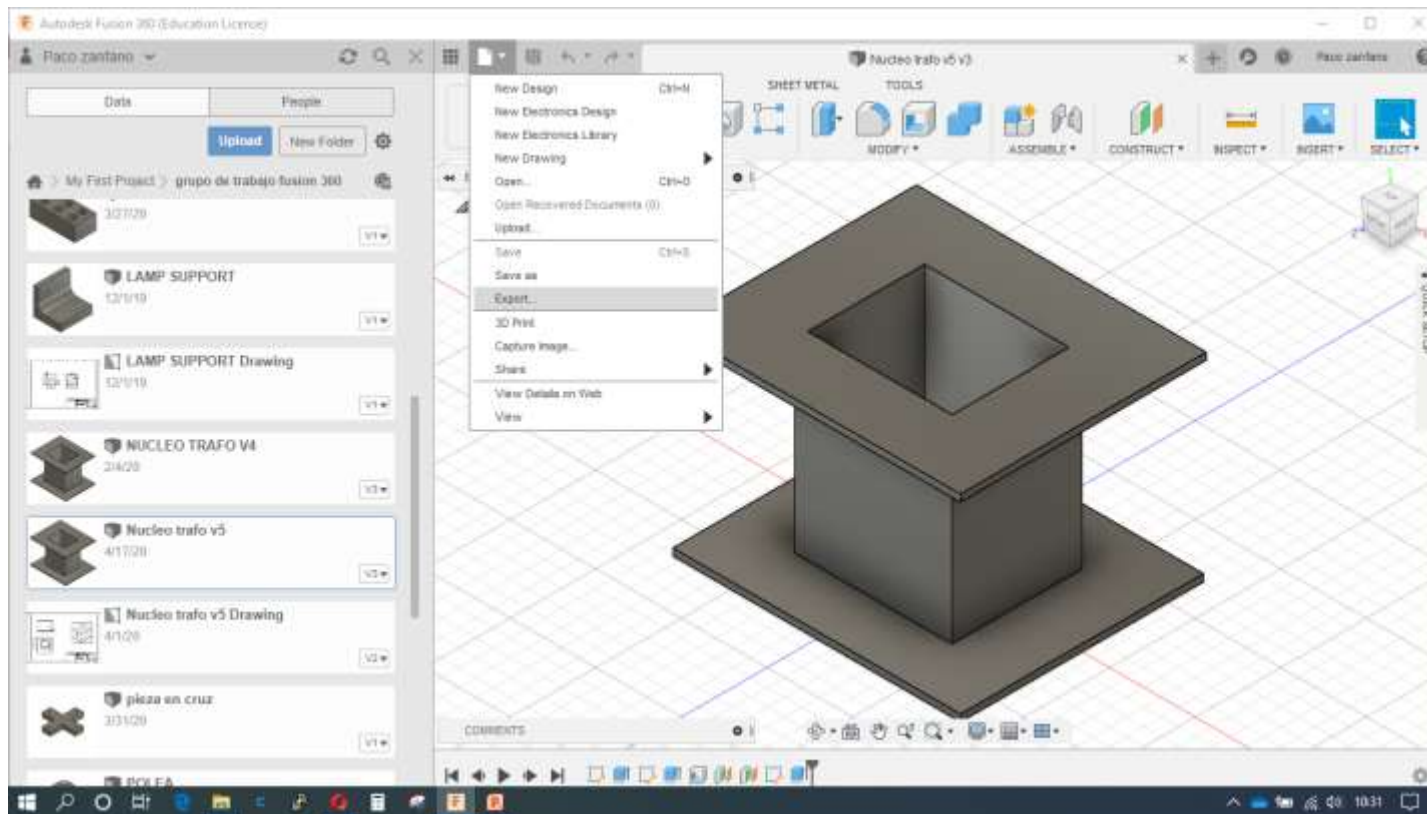 Autodesk Fusion 360 (Education License)
Paco zantano
Nucleo trafo v5 v3
Paco zantano
Data
People
Upload
New Folder
My First Project > grupo de trabajo fusion 360
3/27/20
V1
LAMP SUPPORT
12/1/19
V1
LAMP SUPPORT Drawing
12/1/19
V1
NUCLEO TRAFO V4
2/4/20
V3
Nucleo trafo v5
4/17/20
V3
Nucleo trafo v5 Drawing
4/1/20
V2
pieza en cruz
3/31/20
V1
POLEA
New Design Ctrl+N
New Electronics Design
New Electronics Library
New Drawing
Open... Ctrl+O
Open Recovered Documents (0)
Upload...
Save Ctrl+S
Save as
Export...
3D Print
Capture Image...
Share
View Details on Web
View
SHEET METAL
TOOLS
MODIFY
ASSEMBLE
CONSTRUCT
INSPECT
INSERT
SELECT
COMMENTS
10:31